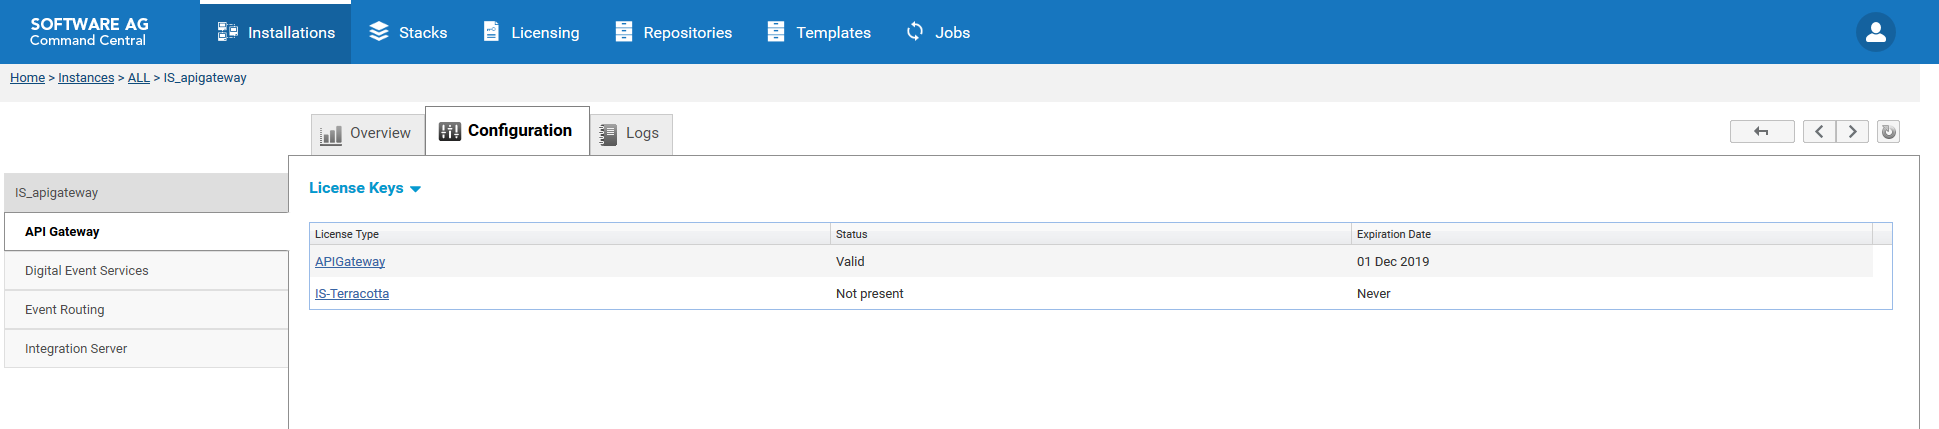 SOFTWARE AG
Command Central
Installations
Stacks
Licensing
Repositories
Templates
Jobs
Home > Instances > ALL > IS_apigateway
Overview
Configuration
Logs
IS_apigateway
API Gateway
Digital Event Services
Event Routing
Integration Server
License Keys
License Type Status Expiration Date
APIGateway Valid 01 Dec 2019
IS-Terracotta Not present Never